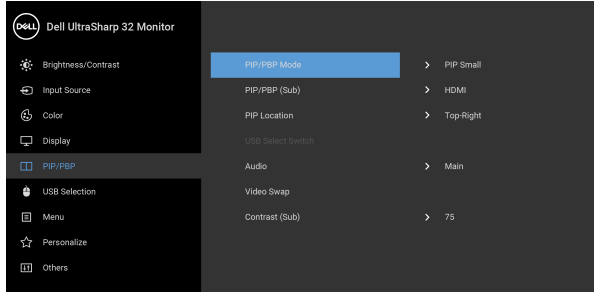 DELL Dell UltraSharp 32 Monitor
Brightness/Contrast
Input Source
Color
Display
PIP/PBP
USB Selection
Menu
Personalize
Others
PIP/PBP Mode > PIP Small
PIP/PBP (Sub) > HDMI
PIP Location > Top-Right
USB Select Switch
Audio > Main
Video Swap
Contrast (Sub) > 75